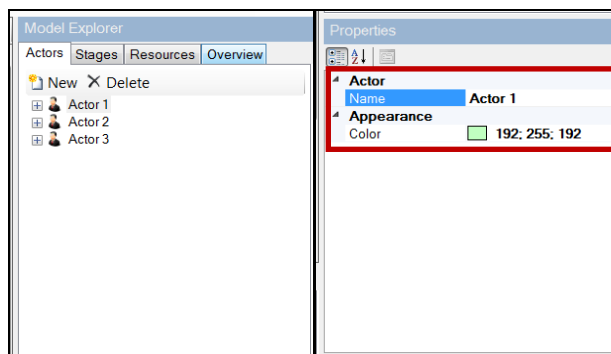 Model Explorer
Actors Stages Resources Overview
New Delete
Actor 1
Actor 2
Actor 3
Properties
Actor
Name Actor 1
Appearance
Color 192; 255; 192